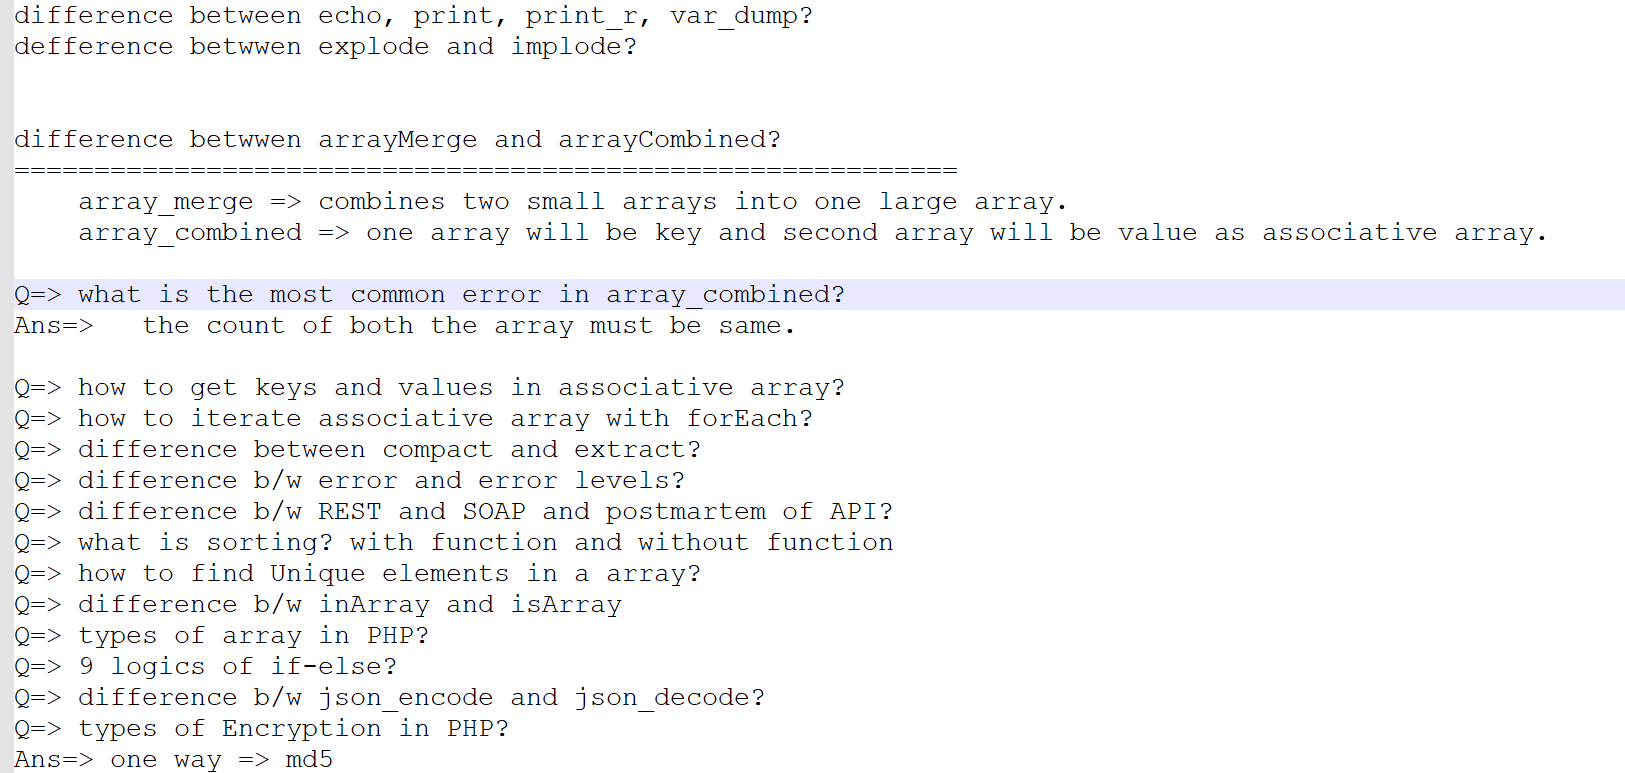 difference between echo, print, print_r, var_dump?
defference betwwen explode and implode?
difference betwwen arrayMerge and arrayCombined?
===========================================================
array_merge => combines two small arrays into one large array.
array_combined => one array will be key and second array will be value as associative array.
Q=> what is the most common error in array_combined?
Ans=>   the count of both the array must be same.
Q=> how to get keys and values in associative array?
Q=> how to iterate associative array with forEach?
Q=> difference between compact and extract?
Q=> difference b/w error and error levels?
Q=> difference b/w REST and SOAP and postmartem of API?
Q=> what is sorting? with function and without function
Q=> how to find Unique elements in a array?
Q=> difference b/w inArray and isArray
Q=> types of array in PHP?
Q=> 9 logics of if-else?
Q=> difference b/w json_encode and json_decode?
Q=> types of Encryption in PHP?
Ans=> one way => md5